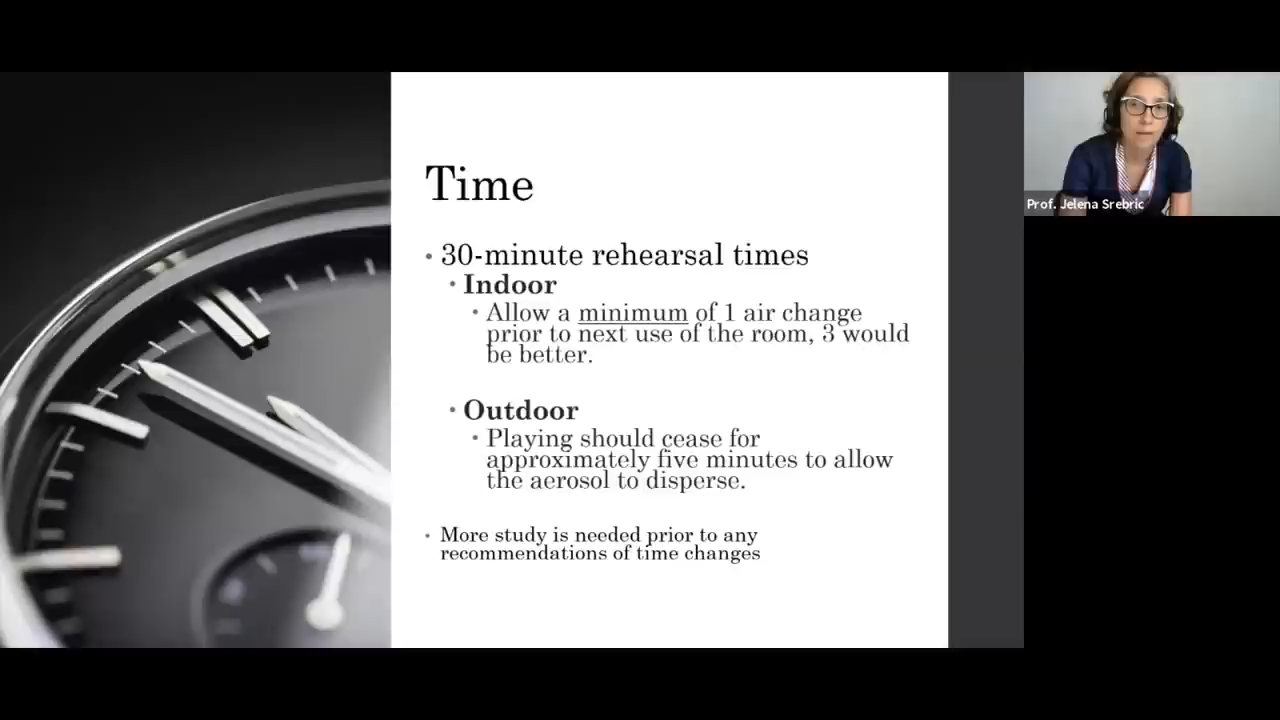 Time
• 30-minute rehearsal times
• Indoor
• Allow a minimum of 1 air change
prior to next use of the room, 3 would
be better.
• Outdoor
• Playing should cease for
approximately five minutes to allow
the aerosol to disperse.
• More study is needed prior to any
recommendations of time changes
Prof. Jelena Srebric